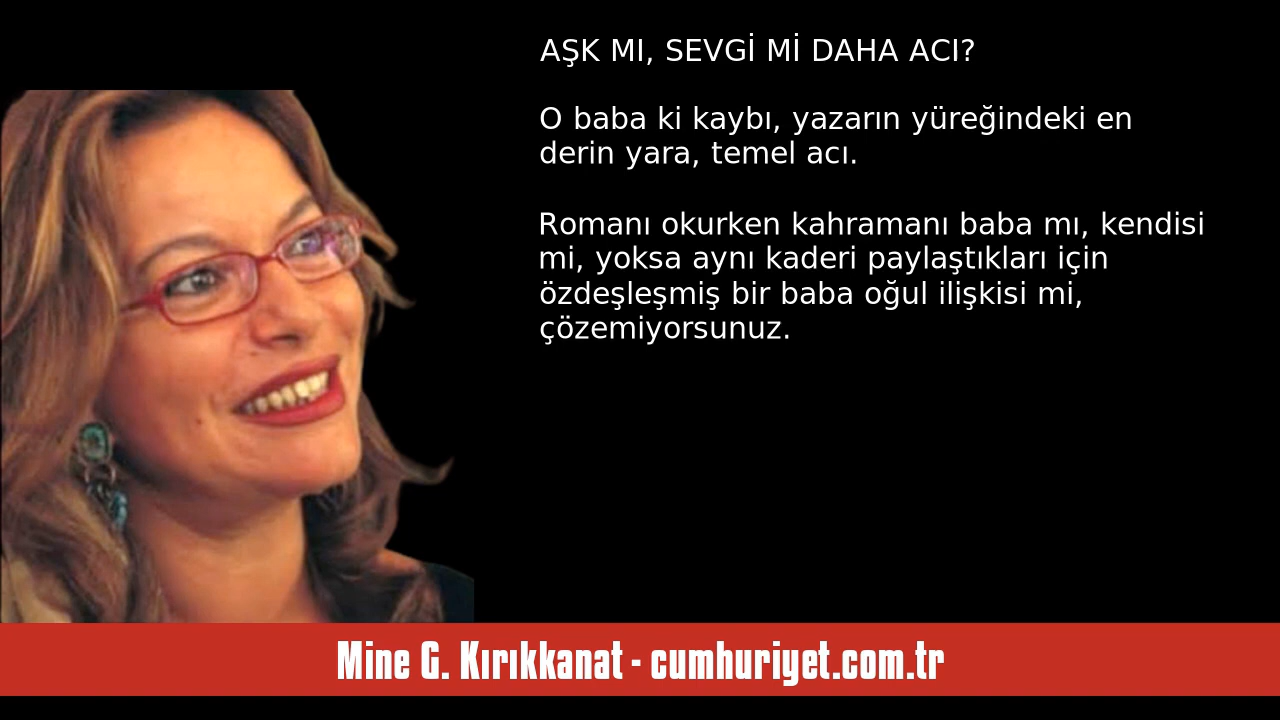 AŞK MI, SEVGİ Mİ DAHA ACI?
O baba ki kaybı, yazarın yüreğindeki en
derin yara, temel acı.
Romanı okurken kahramanı baba mı, kendisi
mi, yoksa aynı kaderi paylaştıkları için
özdeşleşmiş bir baba oğul ilişkisi mi,
çözemiyorsunuz.
Mine G. Kırıkkanat - cumhuriyet.com.tr